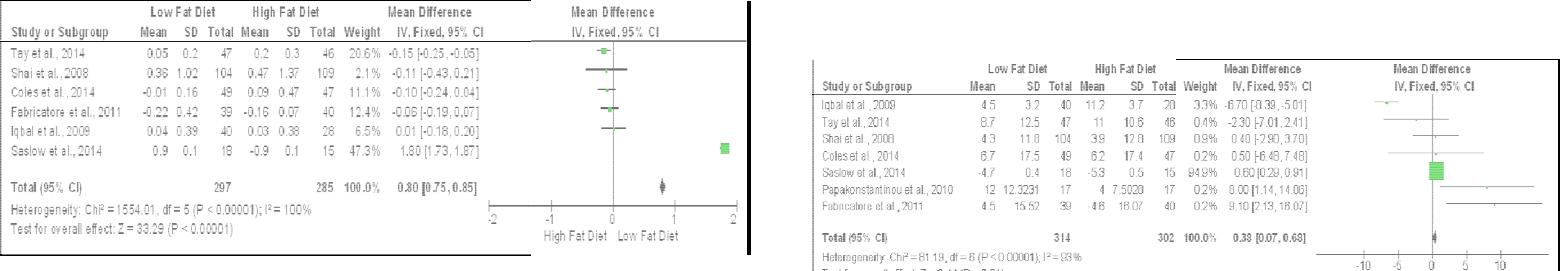 Low Fat Diet High Fat Diet Mean Difference Mean Difference
Study or Subgroup Mean SD Total Mean SD Total Weight IV, Fixed, 95% CI IV, Fixed, 95% CI
Tay et al., 2014 0.05 0.2 47 0.2 0.3 46 20.6% -0.15 [-0.25, -0.05]
Shai et al., 2008 0.36 1.02 104 0.47 1.37 109 2.1% -0.11 [-0.43, 0.21]
Coles et al., 2014 -0.01 0.16 49 0.09 0.47 47 11.1% -0.10 [-0.24, 0.04]
Fabricatore et al., 2011 -0.22 0.42 39 -0.16 0.07 40 12.4% -0.06 [-0.19, 0.07]
Iqbal et al., 2009 0.04 0.39 40 0.03 0.38 28 6.5% 0.01 [-0.18, 0.20]
Saslow et al., 2014 0.9 0.1 18 -0.9 0.1 15 47.3% 1.80 [1.73, 1.87]
Total (95% CI) 297 285 100.0% 0.80 [0.75, 0.85]
Heterogeneity: Chi² = 1554.01, df = 5 (P < 0.00001); I² = 100%
Test for overall effect: Z = 33.29 (P < 0.00001)
-2 -1 0 1 2
High Fat Diet Low Fat Diet
Low Fat Diet High Fat Diet Mean Difference Mean Difference
Study or Subgroup Mean SD Total Mean SD Total Weight IV, Fixed, 95% CI IV, Fixed, 95% CI
Iqbal et al., 2009 4.5 3.2 40 11.2 3.7 28 3.3% -6.70 [-8.39, -5.01]
Tay et al., 2014 8.7 12.5 47 11 10.6 46 0.4% -2.30 [-7.01, 2.41]
Shai et al., 2008 4.3 11.8 104 3.9 12.8 109 0.8% 0.40 [-2.90, 3.70]
Coles et al., 2014 6.7 17.5 49 6.2 17.4 47 0.2% 0.50 [-6.48, 7.48]
Saslow et al., 2014 -4.7 0.4 18 -5.3 0.5 15 94.9% 0.60 [0.29, 0.91]
Papakonstantinou et al., 2010 12 12.3231 17 4 7.5028 17 0.2% 8.00 [1.14, 14.86]
Fabricatore et al., 2011 4.5 15.52 39 -4.6 16.07 40 0.2% 9.10 [2.13, 16.07]
Total (95% CI) 314 302 100.0% 0.38 [0.07, 0.68]
Heterogeneity: Chi² = 81.19, df = 6 (P < 0.00001); I² = 93%
-10 -5 0 5 10